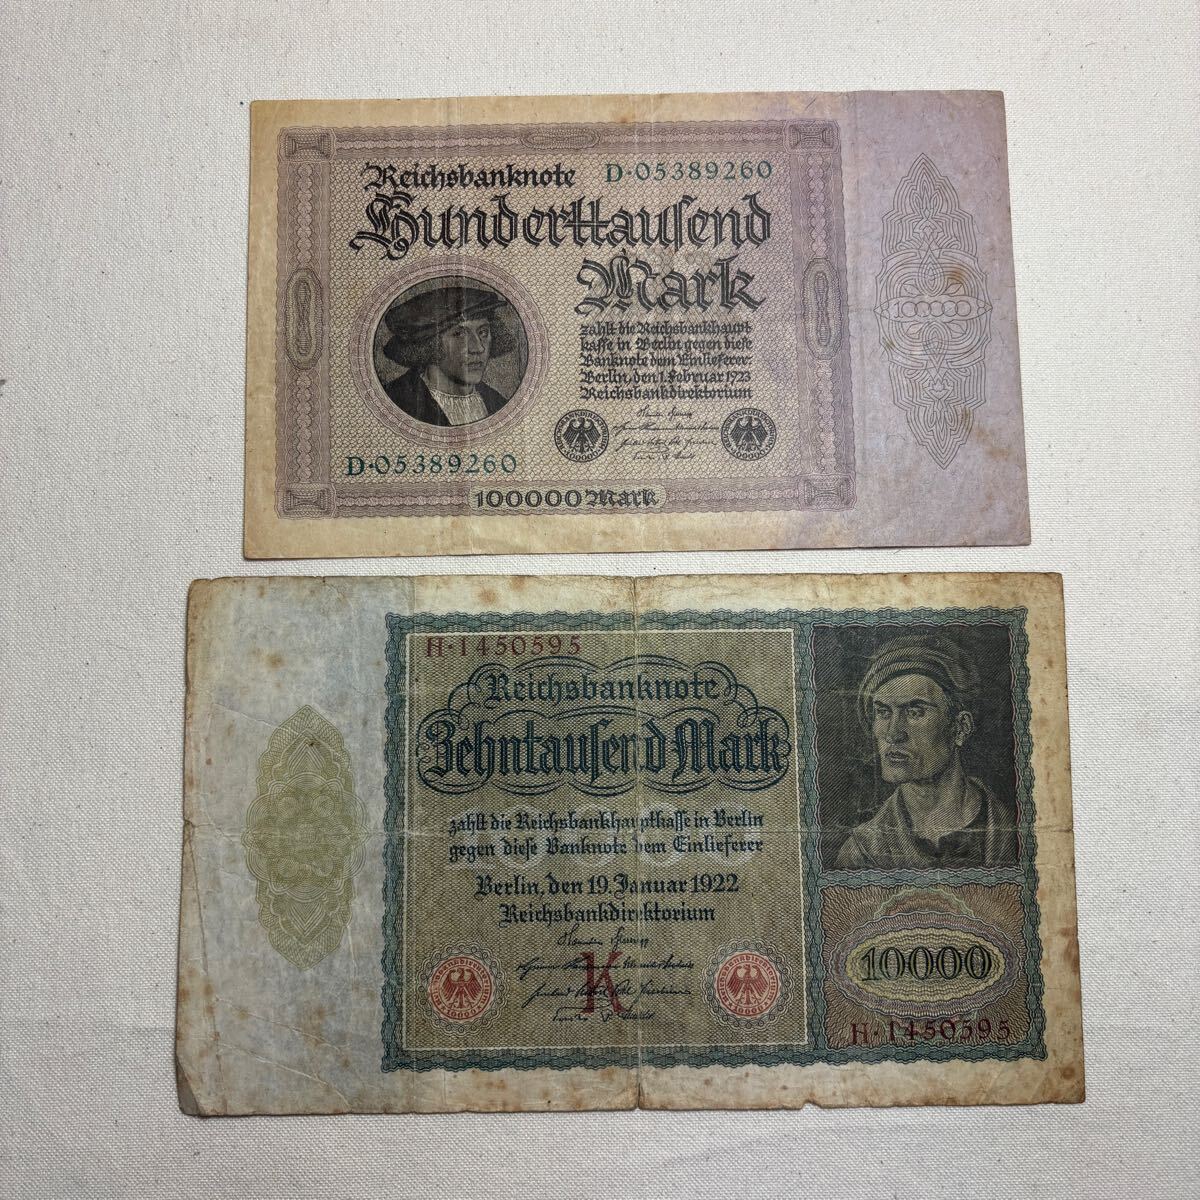 Reichsbanknote D·05389260
Hunderttauſend
Mark
zahlt die Reichsbankhaupt-
kaſſe in Berlin gegen dieſe
Banknote dem Einlieferer.
Berlin, den 1. Februar 1923
Reichsbankdirektorium
D·05389260
100000 Mark
H·1450595
Reichsbanknote
Zehntauſend Mark
zahlt die Reichsbankhauptkaſſe in Berlin
gegen dieſe Banknote dem Einlieferer
Berlin, den 19. Januar 1922
Reichsbankdirektorium
K
10000
H·1450595